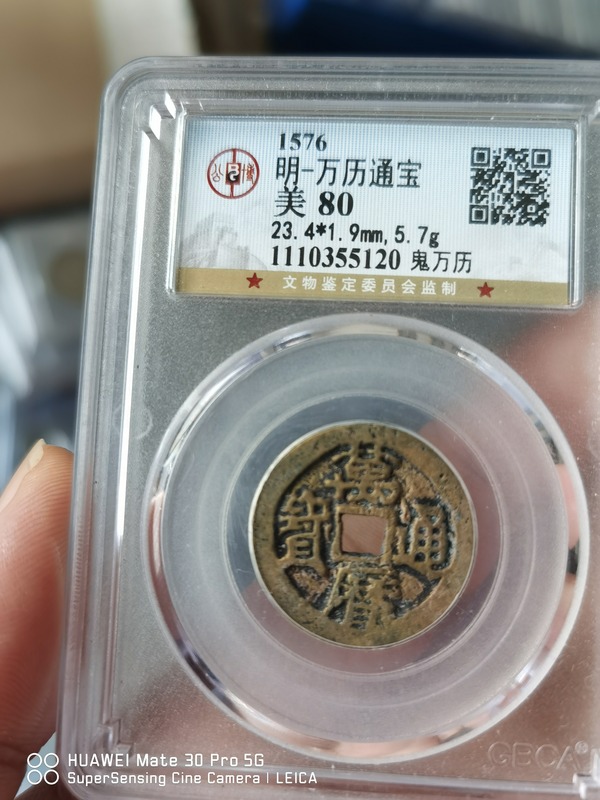 1576
明-万历通宝
美 80
23.4*1.9mm,5.7g
1110355120 鬼万历
文物鉴定委员会监制
公博
萬曆通寶
GBCA
HUAWEI Mate 30 Pro 5G
SuperSensing Cine Camera | LEICA